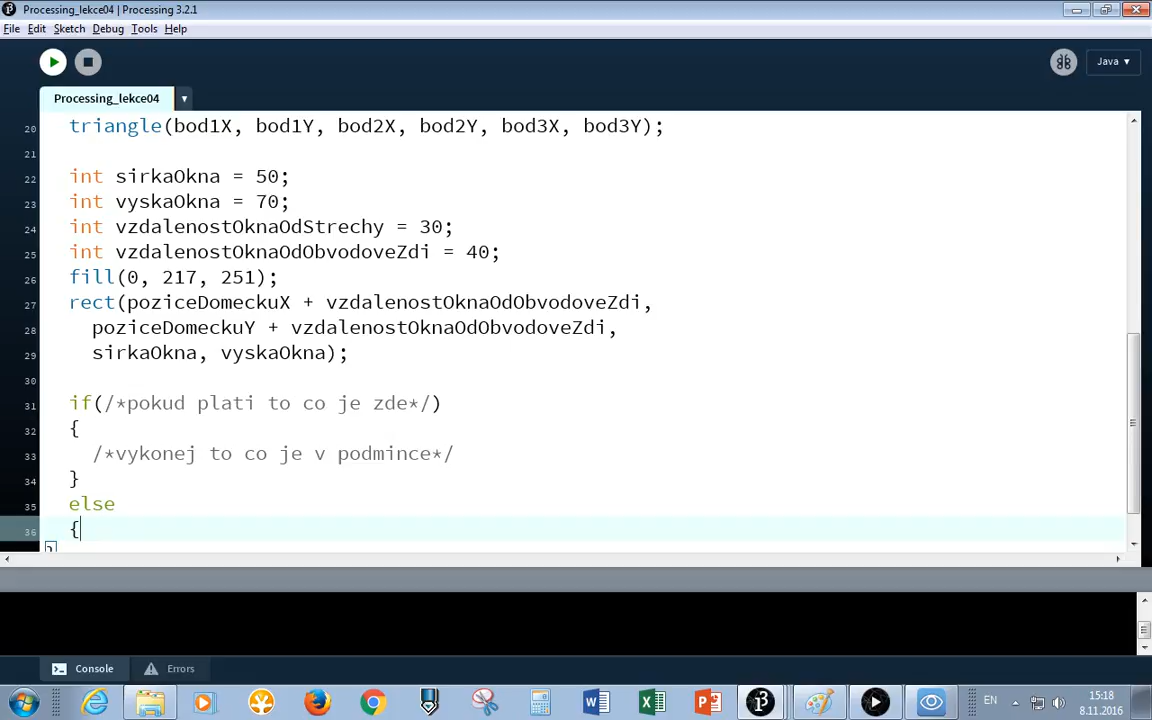 Processing_lekce04 | Processing 3.2.1
File Edit Sketch Debug Tools Help
Java ▾
Processing_lekce04 ▾
20 triangle(bod1X, bod1Y, bod2X, bod2Y, bod3X, bod3Y);
21
22 int sirkaOkna = 50;
23 int vyskaOkna = 70;
24 int vzdalenostOknaOdStrechy = 30;
25 int vzdalenostOknaOdObvodoveZdi = 40;
26 fill(0, 217, 251);
27 rect(poziceDomeckuX + vzdalenostOknaOdObvodoveZdi,
28 poziceDomeckuY + vzdalenostOknaOdObvodoveZdi,
29 sirkaOkna, vyskaOkna);
30
31 if(/*pokud plati to co je zde*/)
32 {
33 /*vykonej to co je v podmince*/
34 }
35 else
36 {
}
Console Errors
EN 15:18
8.11.2016